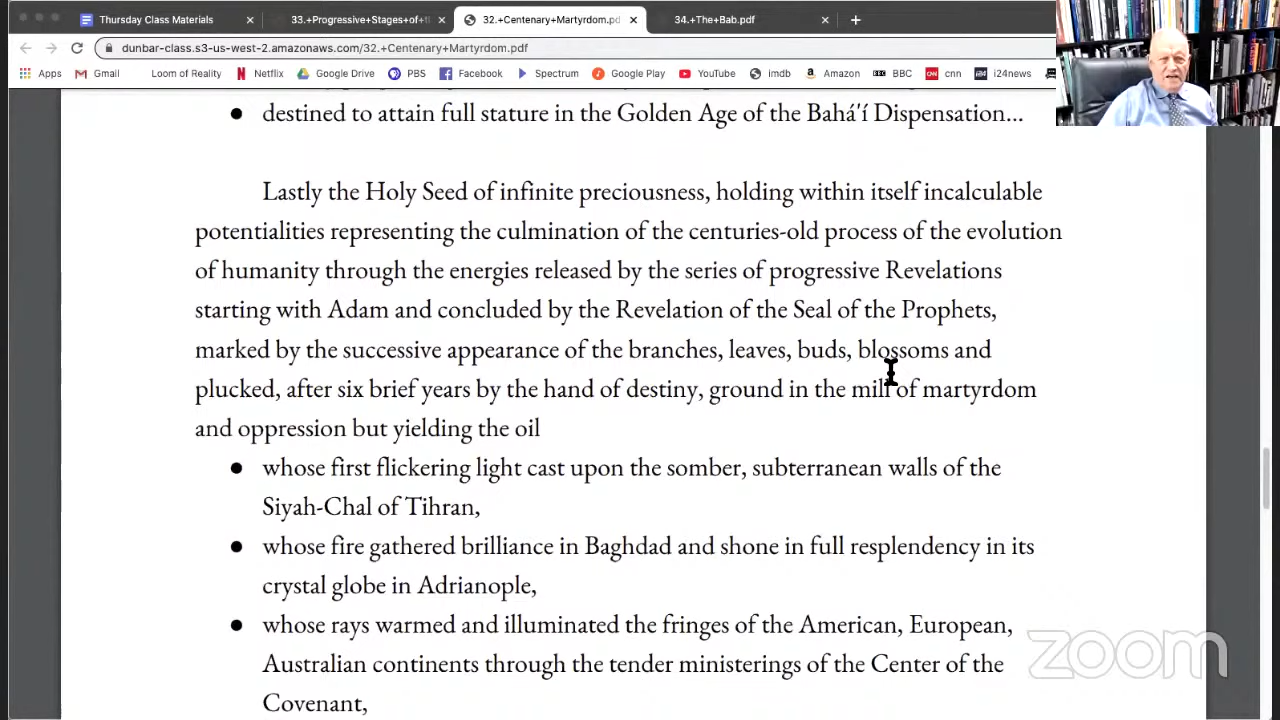 Thursday Class Materials
33.+Progressive+Stages+of+t
32.+Centenary+Martyrdom.pd
34.+The+Bab.pdf
dunbar-class.s3-us-west-2.amazonaws.com/32.+Centenary+Martyrdom.pdf
Apps Gmail Loom of Reality Netflix Google Drive PBS Facebook Spectrum Google Play YouTube imdb Amazon BBC cnn i24news
• destined to attain full stature in the Golden Age of the Bahá'í Dispensation...
Lastly the Holy Seed of infinite preciousness, holding within itself incalculable
potentialities representing the culmination of the centuries-old process of the evolution
of humanity through the energies released by the series of progressive Revelations
starting with Adam and concluded by the Revelation of the Seal of the Prophets,
marked by the successive appearance of the branches, leaves, buds, blossoms and
plucked, after six brief years by the hand of destiny, ground in the mill of martyrdom
and oppression but yielding the oil
• whose first flickering light cast upon the somber, subterranean walls of the
Siyah-Chal of Tihran,
• whose fire gathered brilliance in Baghdad and shone in full resplendency in its
crystal globe in Adrianople,
• whose rays warmed and illuminated the fringes of the American, European,
Australian continents through the tender ministerings of the Center of the
Covenant,
zoom